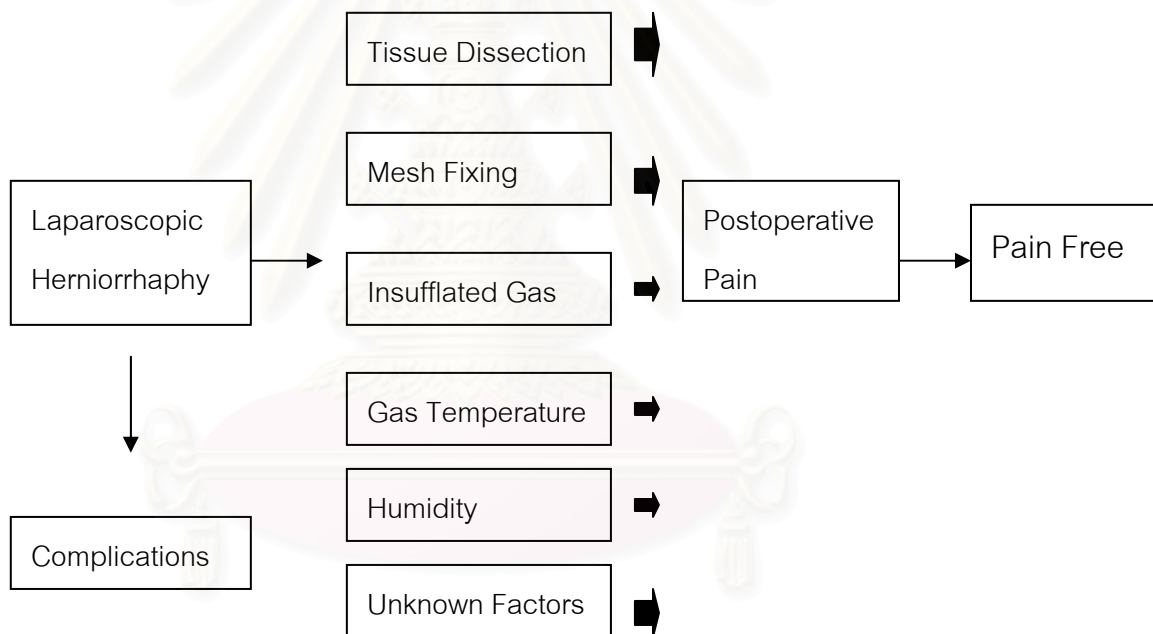 Tissue Dissection
Mesh Fixing
Laparoscopic
Herniorrhaphy
Insufflated Gas
Postoperative
Pain
Pain Free
Gas Temperature
Humidity
Complications
Unknown Factors